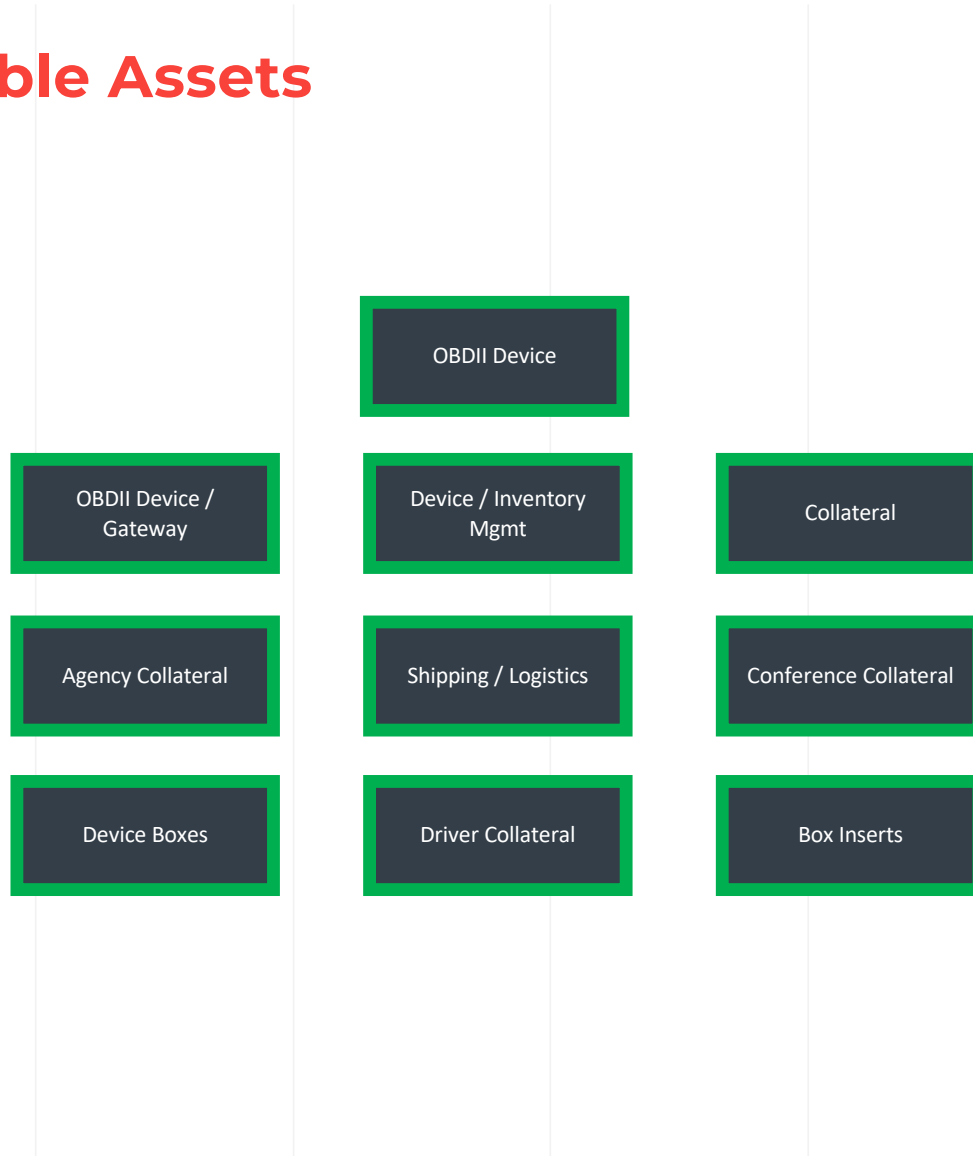 ble Assets
OBDII Device
OBDII Device /
Gateway
Device / Inventory
Mgmt
Collateral
Agency Collateral
Shipping / Logistics
Conference Collateral
Device Boxes
Driver Collateral
Box Inserts